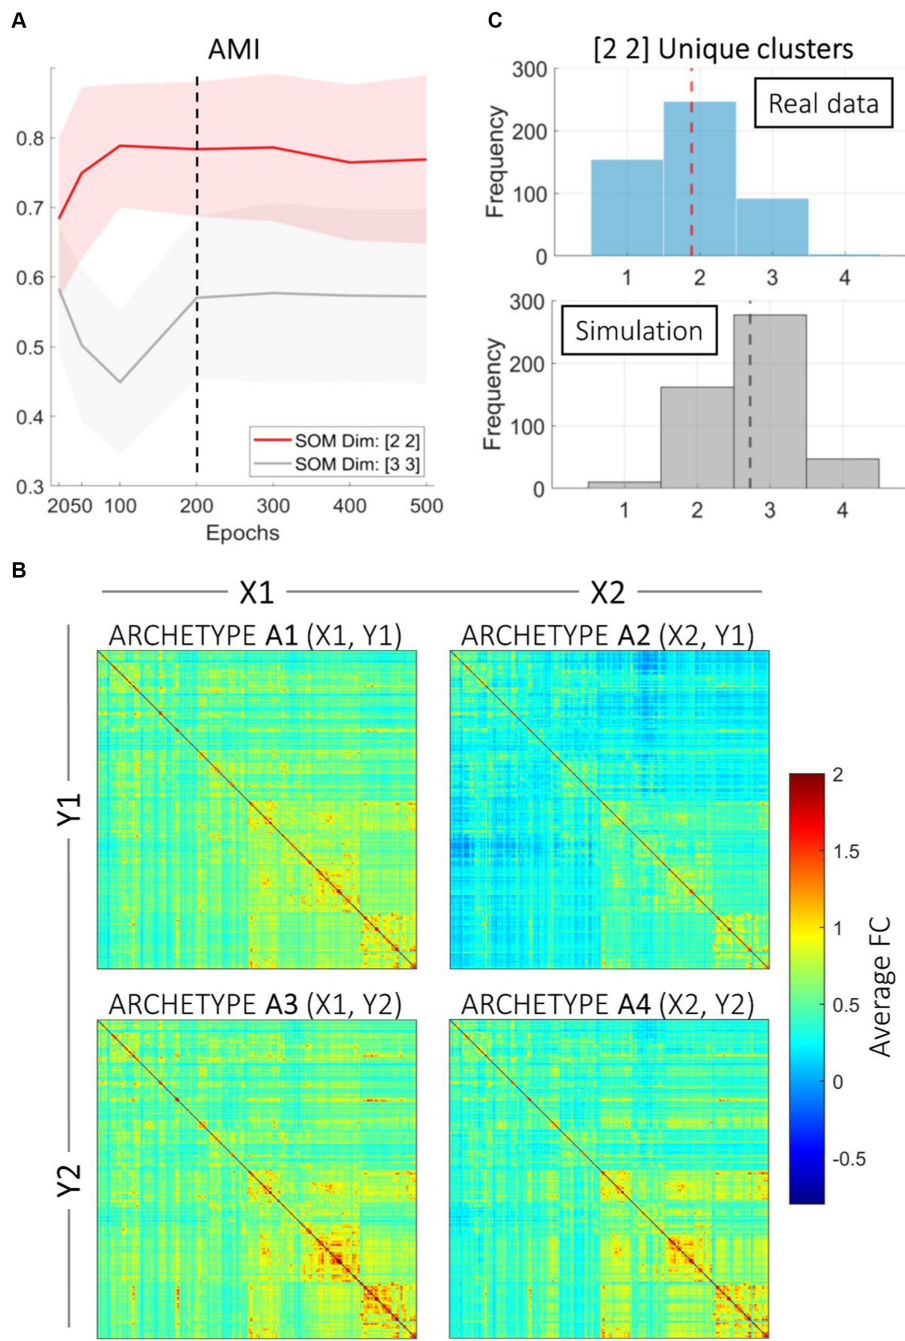 A
AMI
0.8
0.7
0.6
0.5
0.4
0.3
2050 100 200 300 400 500
Epochs
SOM Dim: [2 2]
SOM Dim: [3 3]
C
[2 2] Unique clusters
Real data
Frequency
300
200
100
0
1 2 3 4
Simulation
Frequency
300
200
100
0
1 2 3 4
B
X1 X2
Y1
Y2
ARCHETYPE A1 (X1, Y1)
ARCHETYPE A2 (X2, Y1)
ARCHETYPE A3 (X1, Y2)
ARCHETYPE A4 (X2, Y2)
2
1.5
1
0.5
0
-0.5
Average FC